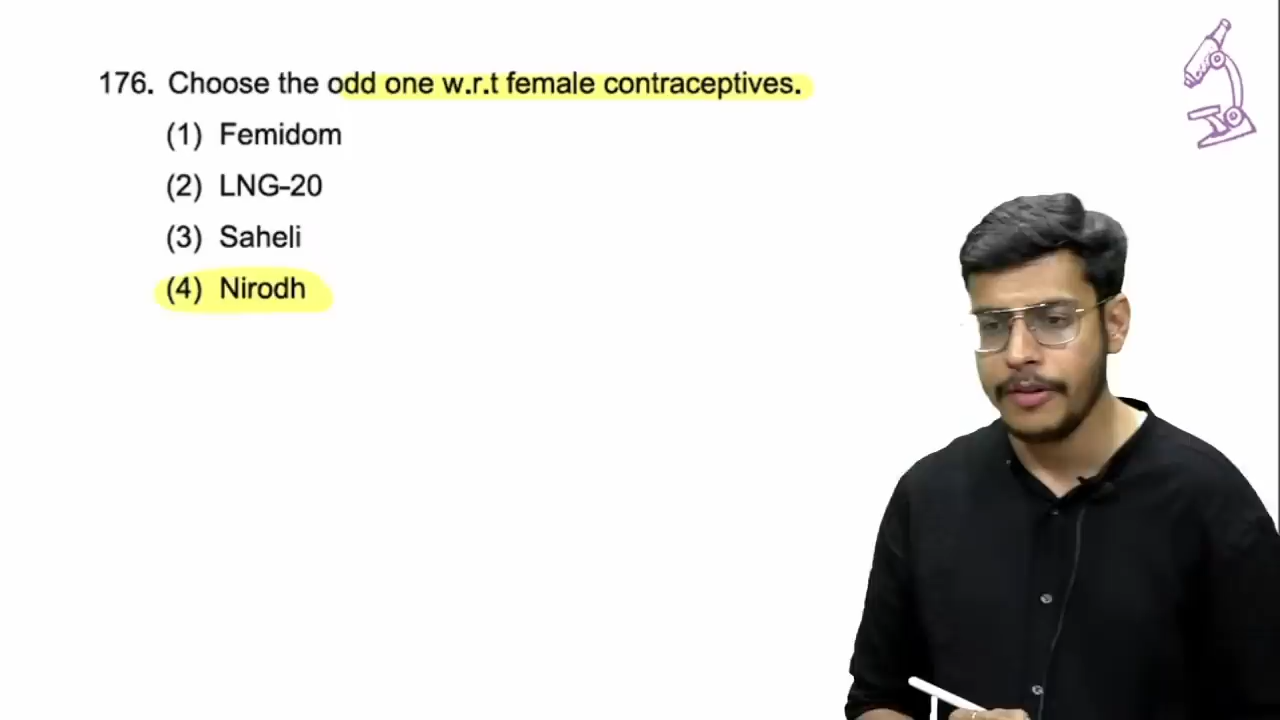 176. Choose the odd one w.r.t female contraceptives.
(1) Femidom
(2) LNG–20
(3) Saheli
(4) Nirodh